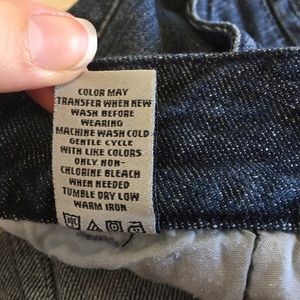 COLOR MAY
TRANSFER WHEN NEW
WASH BEFORE
WEARING
MACHINE WASH COLD
GENTLE CYCLE
WITH LIKE COLORS
ONLY NON-
CHLORINE BLEACH
WHEN NEEDED
TUMBLE DRY LOW
WARM IRON